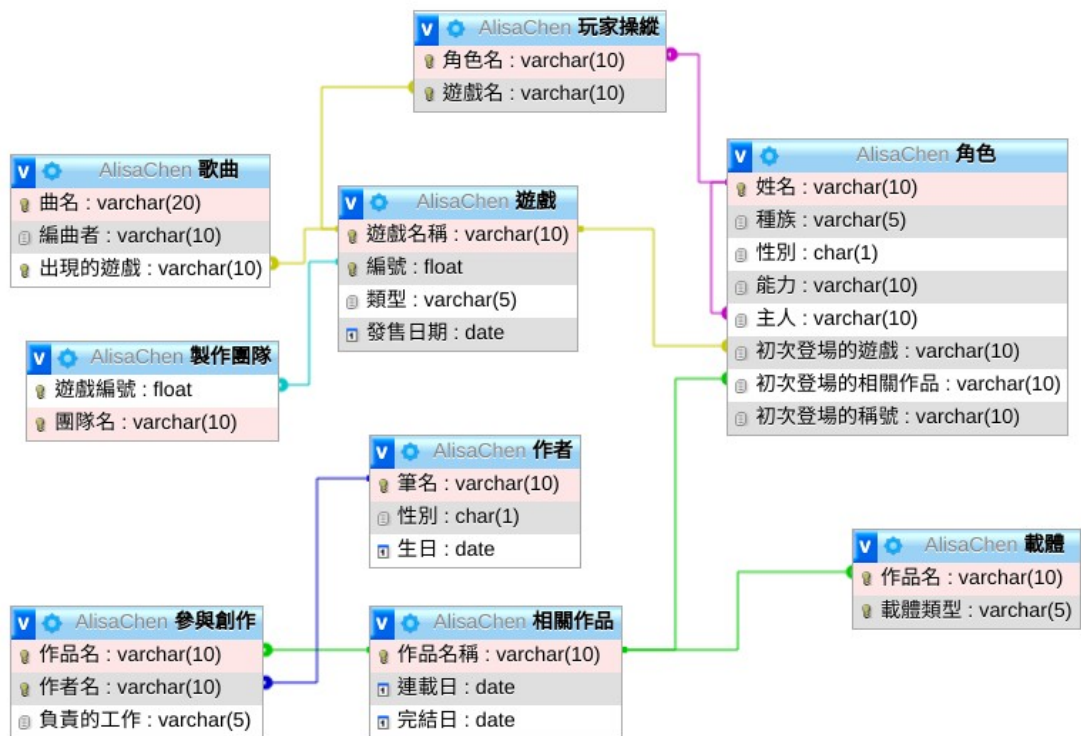 AlisaChen 玩家操縱
角色名 : varchar(10)
遊戲名 : varchar(10)
AlisaChen 歌曲
曲名 : varchar(20)
編曲者 : varchar(10)
出現的遊戲 : varchar(10)
AlisaChen 遊戲
遊戲名稱 : varchar(10)
編號 : float
類型 : varchar(5)
發售日期 : date
AlisaChen 角色
姓名 : varchar(10)
種族 : varchar(5)
性別 : char(1)
能力 : varchar(10)
主人 : varchar(10)
初次登場的遊戲 : varchar(10)
初次登場的相關作品 : varchar(10)
初次登場的稱號 : varchar(10)
AlisaChen 製作團隊
遊戲編號 : float
團隊名 : varchar(10)
AlisaChen 作者
筆名 : varchar(10)
性別 : char(1)
生日 : date
AlisaChen 載體
作品名 : varchar(10)
載體類型 : varchar(5)
AlisaChen 參與創作
作品名 : varchar(10)
作者名 : varchar(10)
負責的工作 : varchar(5)
AlisaChen 相關作品
作品名稱 : varchar(10)
連載日 : date
完結日 : date